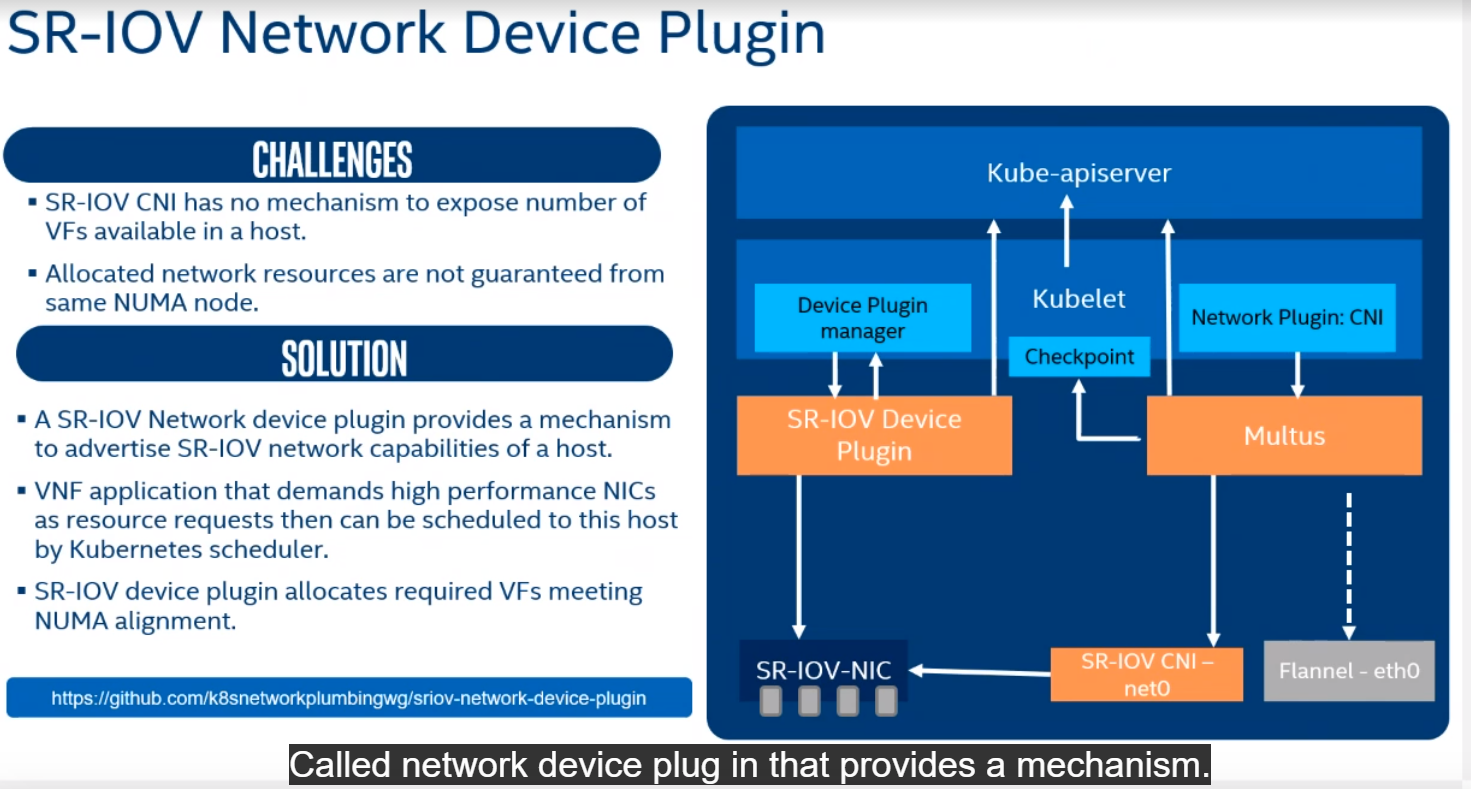 SR-IOV Network Device Plugin
CHALLENGES
▪ SR-IOV CNI has no mechanism to expose number of
VFs available in a host.
▪ Allocated network resources are not guaranteed from
same NUMA node.
SOLUTION
▪ A SR-IOV Network device plugin provides a mechanism
to advertise SR-IOV network capabilities of a host.
▪ VNF application that demands high performance NICs
as resource requests then can be scheduled to this host
by Kubernetes scheduler.
▪ SR-IOV device plugin allocates required VFs meeting
NUMA alignment.
https://github.com/k8snetworkplumbingwg/sriov-network-device-plugin
Kube-apiserver
Device Plugin
manager
Kubelet
Checkpoint
Network Plugin: CNI
SR-IOV Device
Plugin
Multus
SR-IOV-NIC
SR-IOV CNI –
net0
Flannel - eth0
Called network device plug in that provides a mechanism.